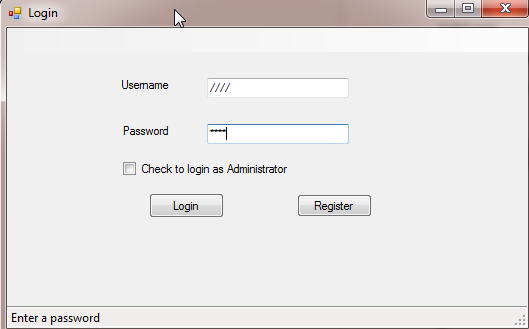 Login
Username
////
Password
****
Check to login as Administrator
Login
Register
Enter a password